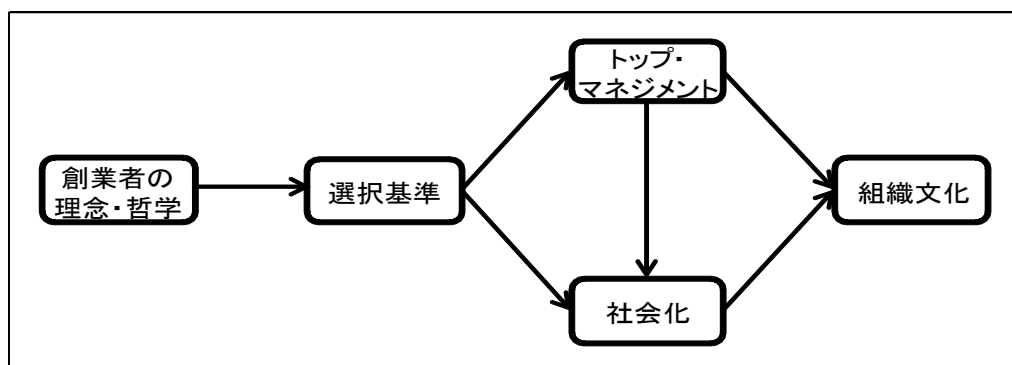 創業者の
理念・哲学
選択基準
トップ・
マネジメント
社会化
組織文化